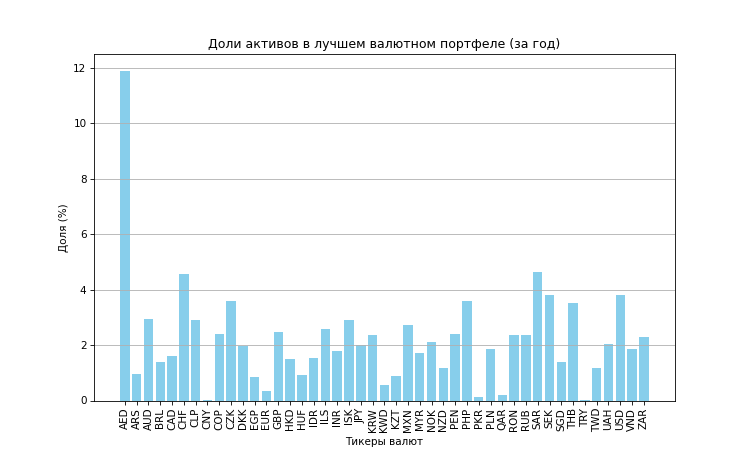 Доли активов в лучшем валютном портфеле (за год)
12
10
8
6
4
2
0
Доля (%)
AED ARS AUD BRL CAD CHF CLP CNY COP CZK DKK EGP EUR GBP HKD HUF IDR ILS INR ISK JPY KRW KWD KZT MXN MYR NOK NZD PEN PHP PKR PLN QAR RON RUB SAR SEK SGD THB TRY TWD UAH USD VND ZAR
Тикеры валют